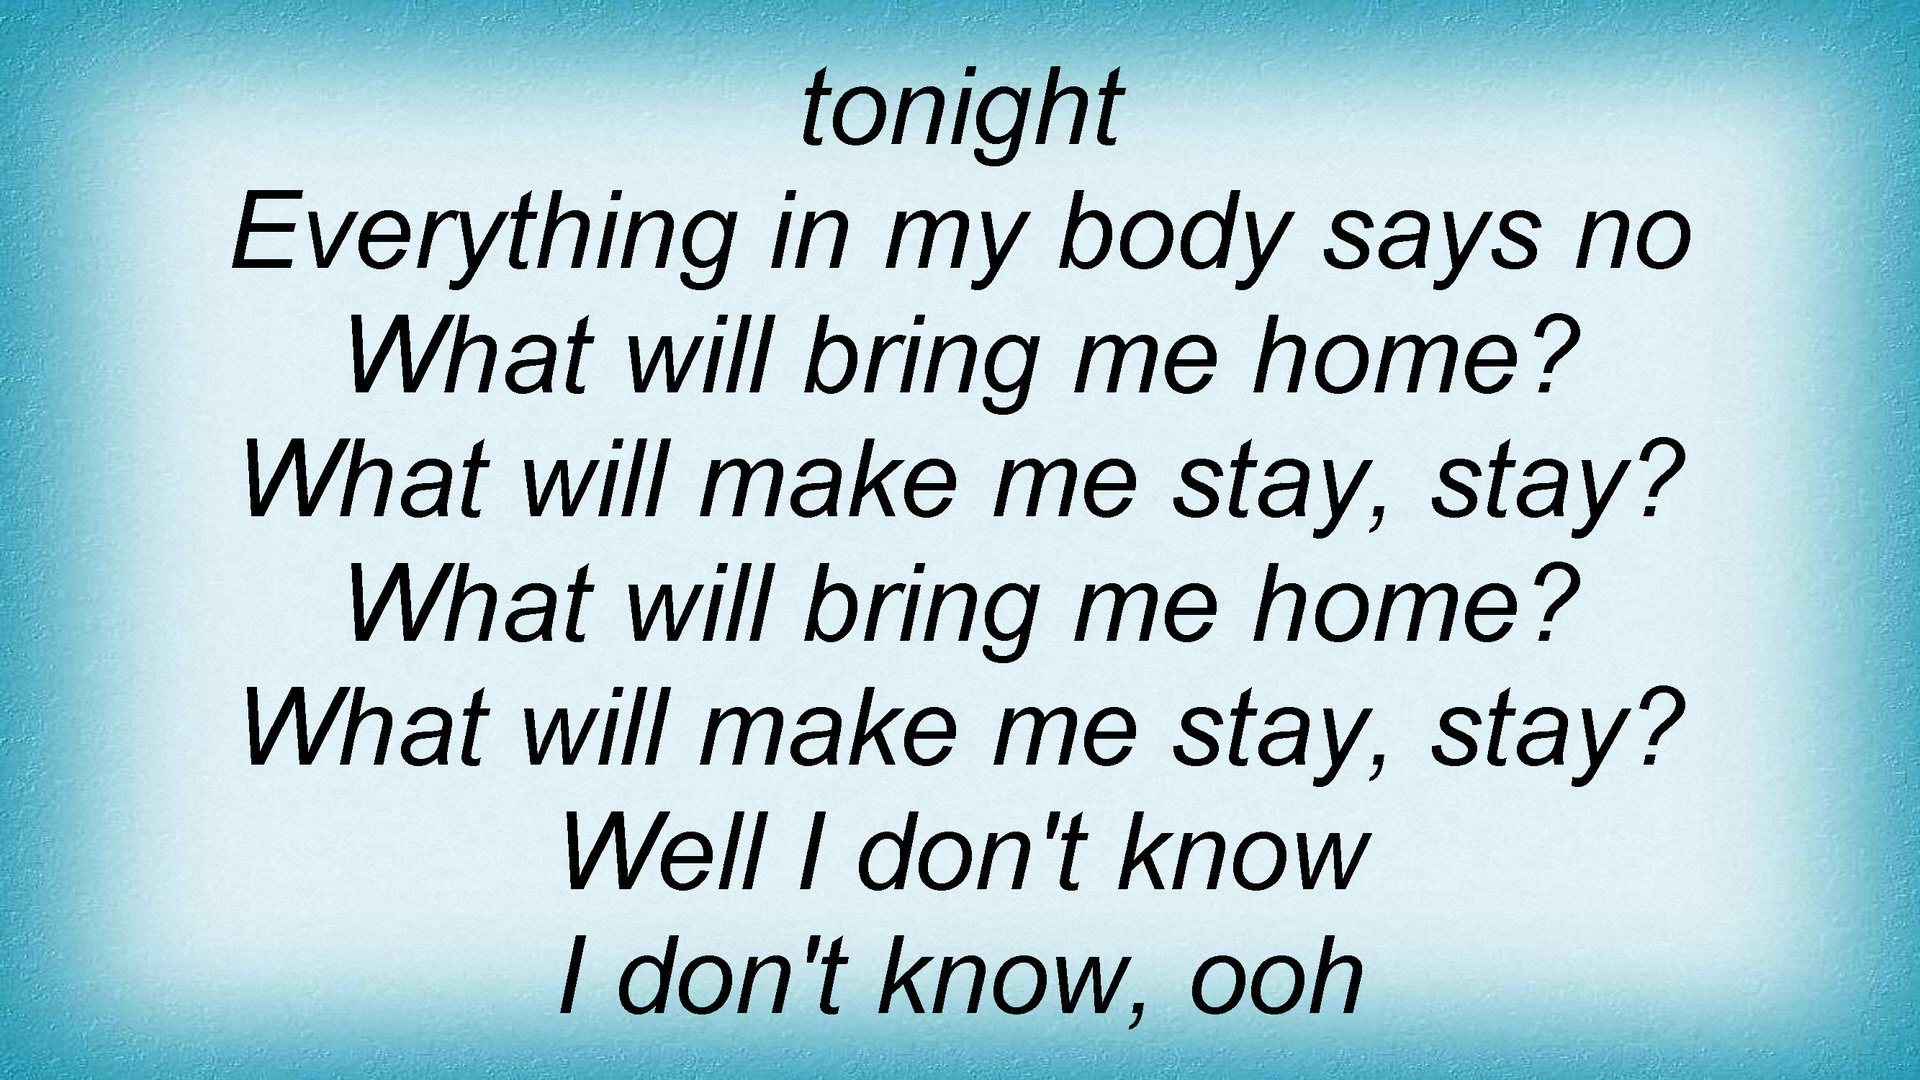 tonight
Everything in my body says no
What will bring me home?
What will make me stay, stay?
What will bring me home?
What will make me stay, stay?
Well I don't know
I don't know, ooh